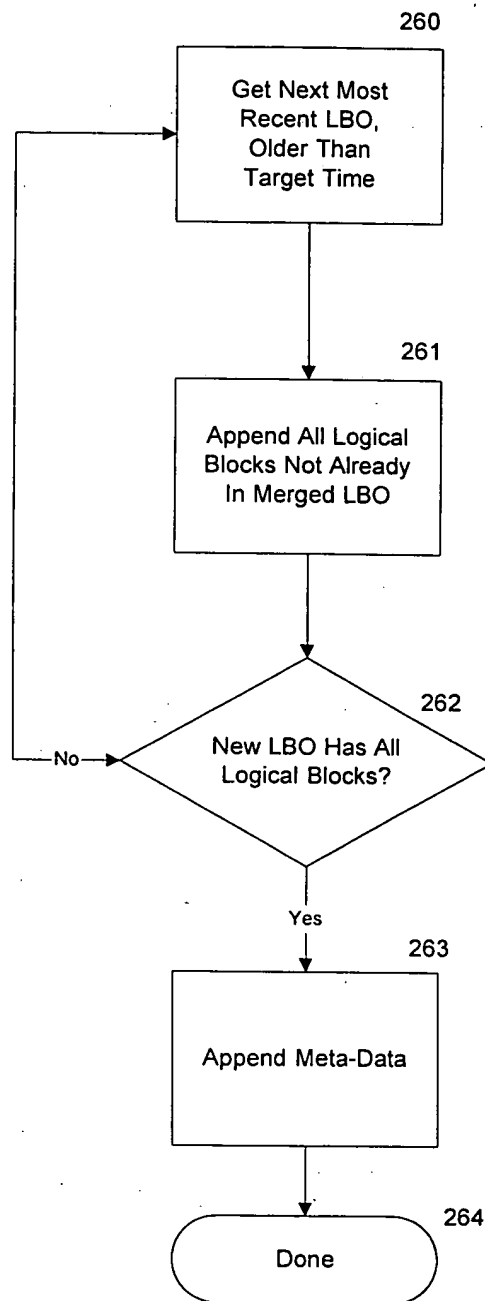 260
Get Next Most
Recent LBO,
Older Than
Target Time
261
Append All Logical
Blocks Not Already
In Merged LBO
262
New LBO Has All
Logical Blocks?
No
Yes
263
Append Meta-Data
264
Done